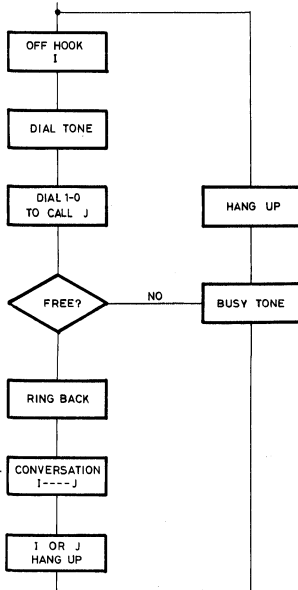 OFF HOOK
I
DIAL TONE
DIAL 1-0
TO CALL J
HANG UP
FREE?
NO
BUSY TONE
RING BACK
CONVERSATION
I----J
I OR J
HANG UP